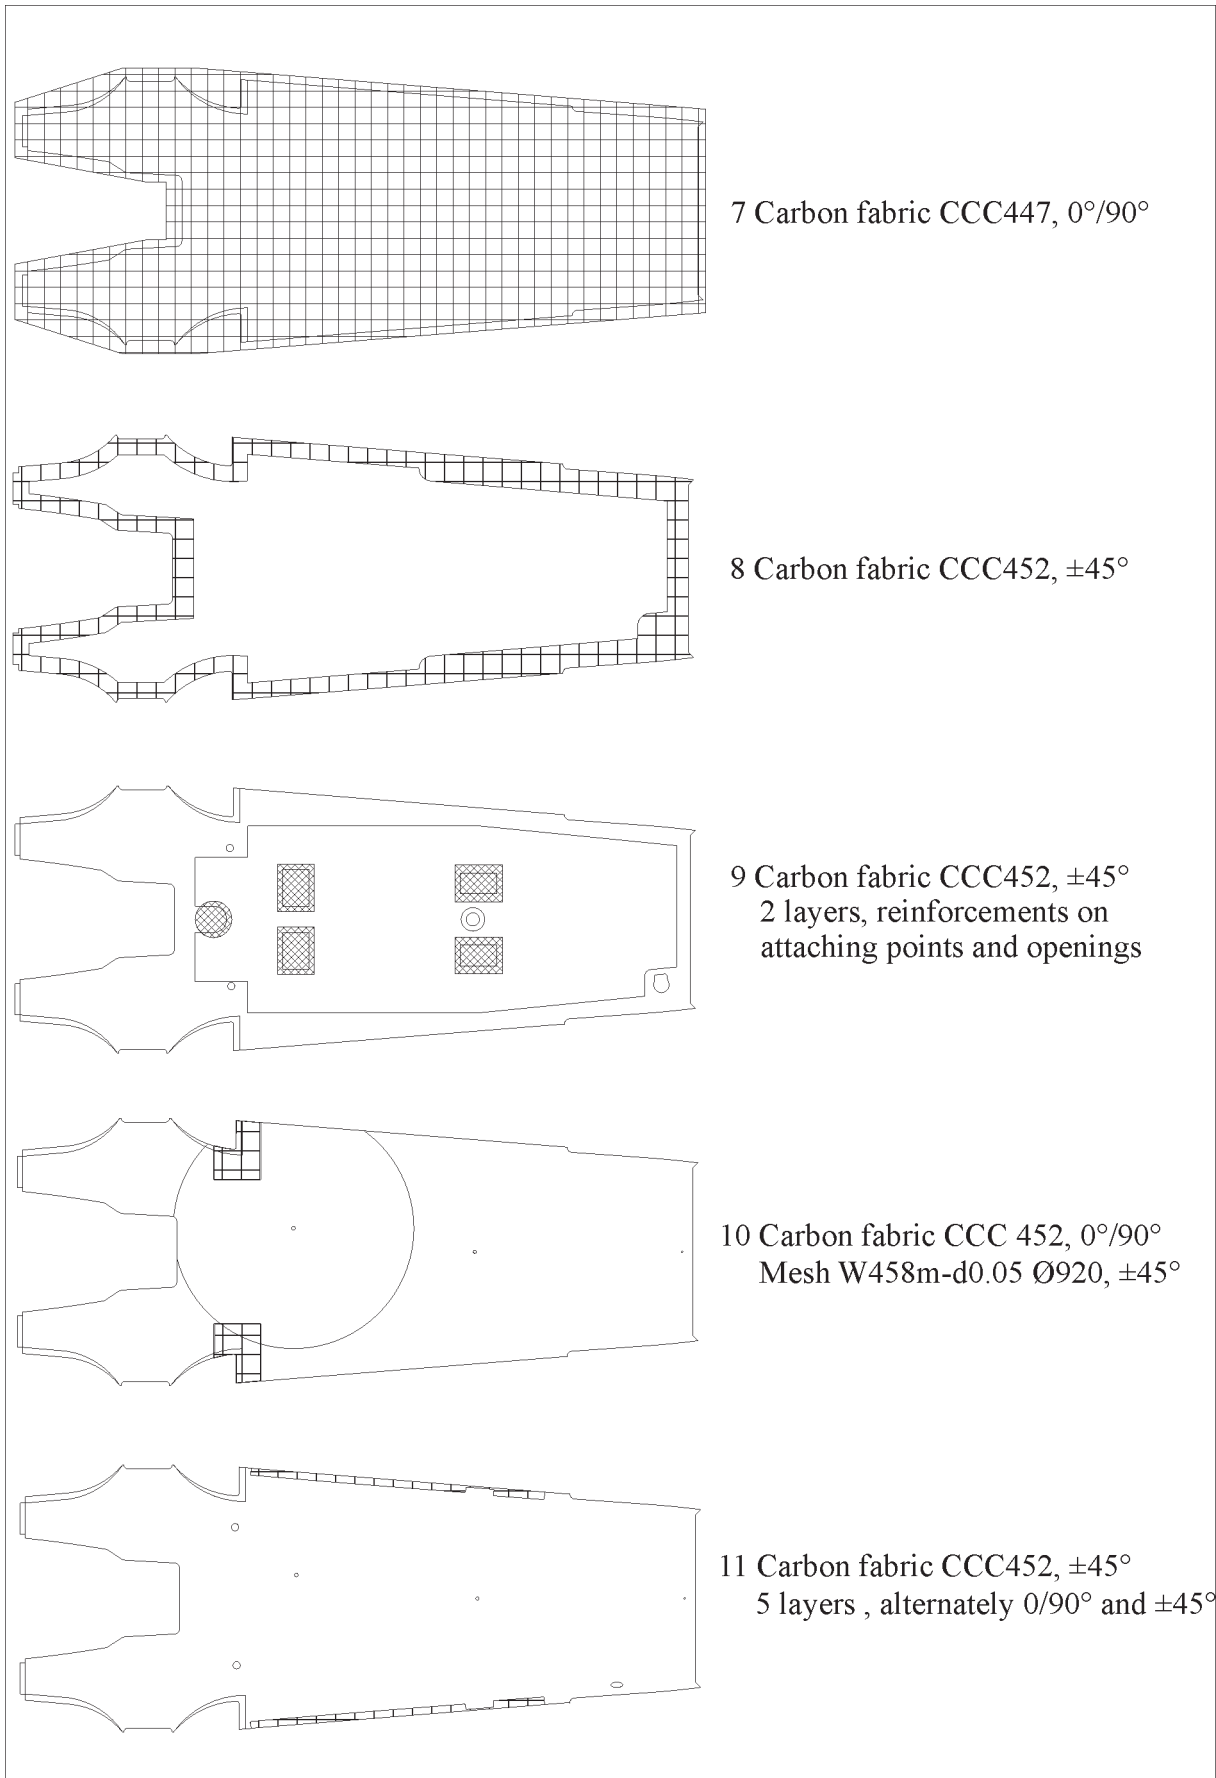 7 Carbon fabric CCC447, 0°/90°
8 Carbon fabric CCC452, ±45°
9 Carbon fabric CCC452, ±45°
2 layers, reinforcements on
attaching points and openings
10 Carbon fabric CCC 452, 0°/90°
Mesh W458m-d0.05 Ø920, ±45°
11 Carbon fabric CCC452, ±45°
5 layers , alternately 0/90° and ±45°